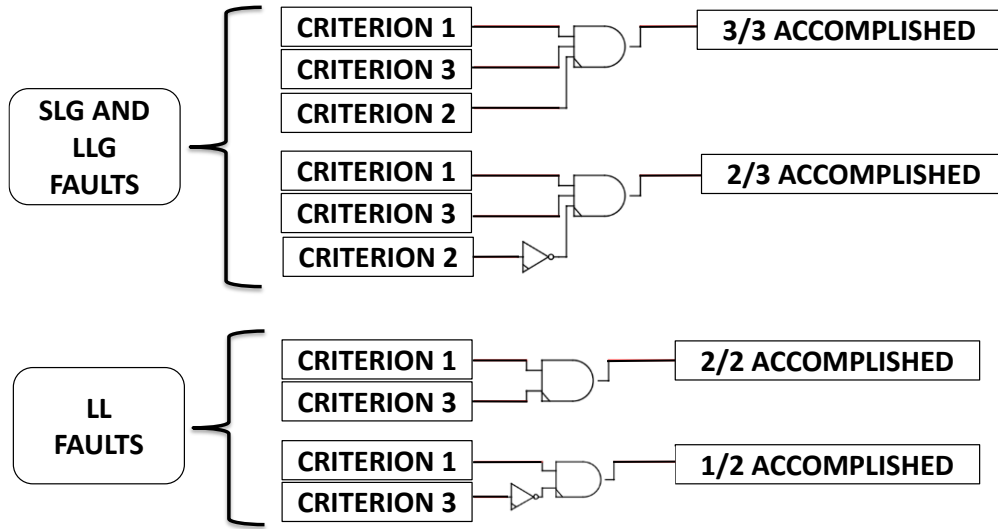 SLG AND
LLG
FAULTS
CRITERION 1
CRITERION 3
CRITERION 2
3/3 ACCOMPLISHED
CRITERION 1
CRITERION 3
CRITERION 2
2/3 ACCOMPLISHED
LL
FAULTS
CRITERION 1
CRITERION 3
2/2 ACCOMPLISHED
CRITERION 1
CRITERION 3
1/2 ACCOMPLISHED